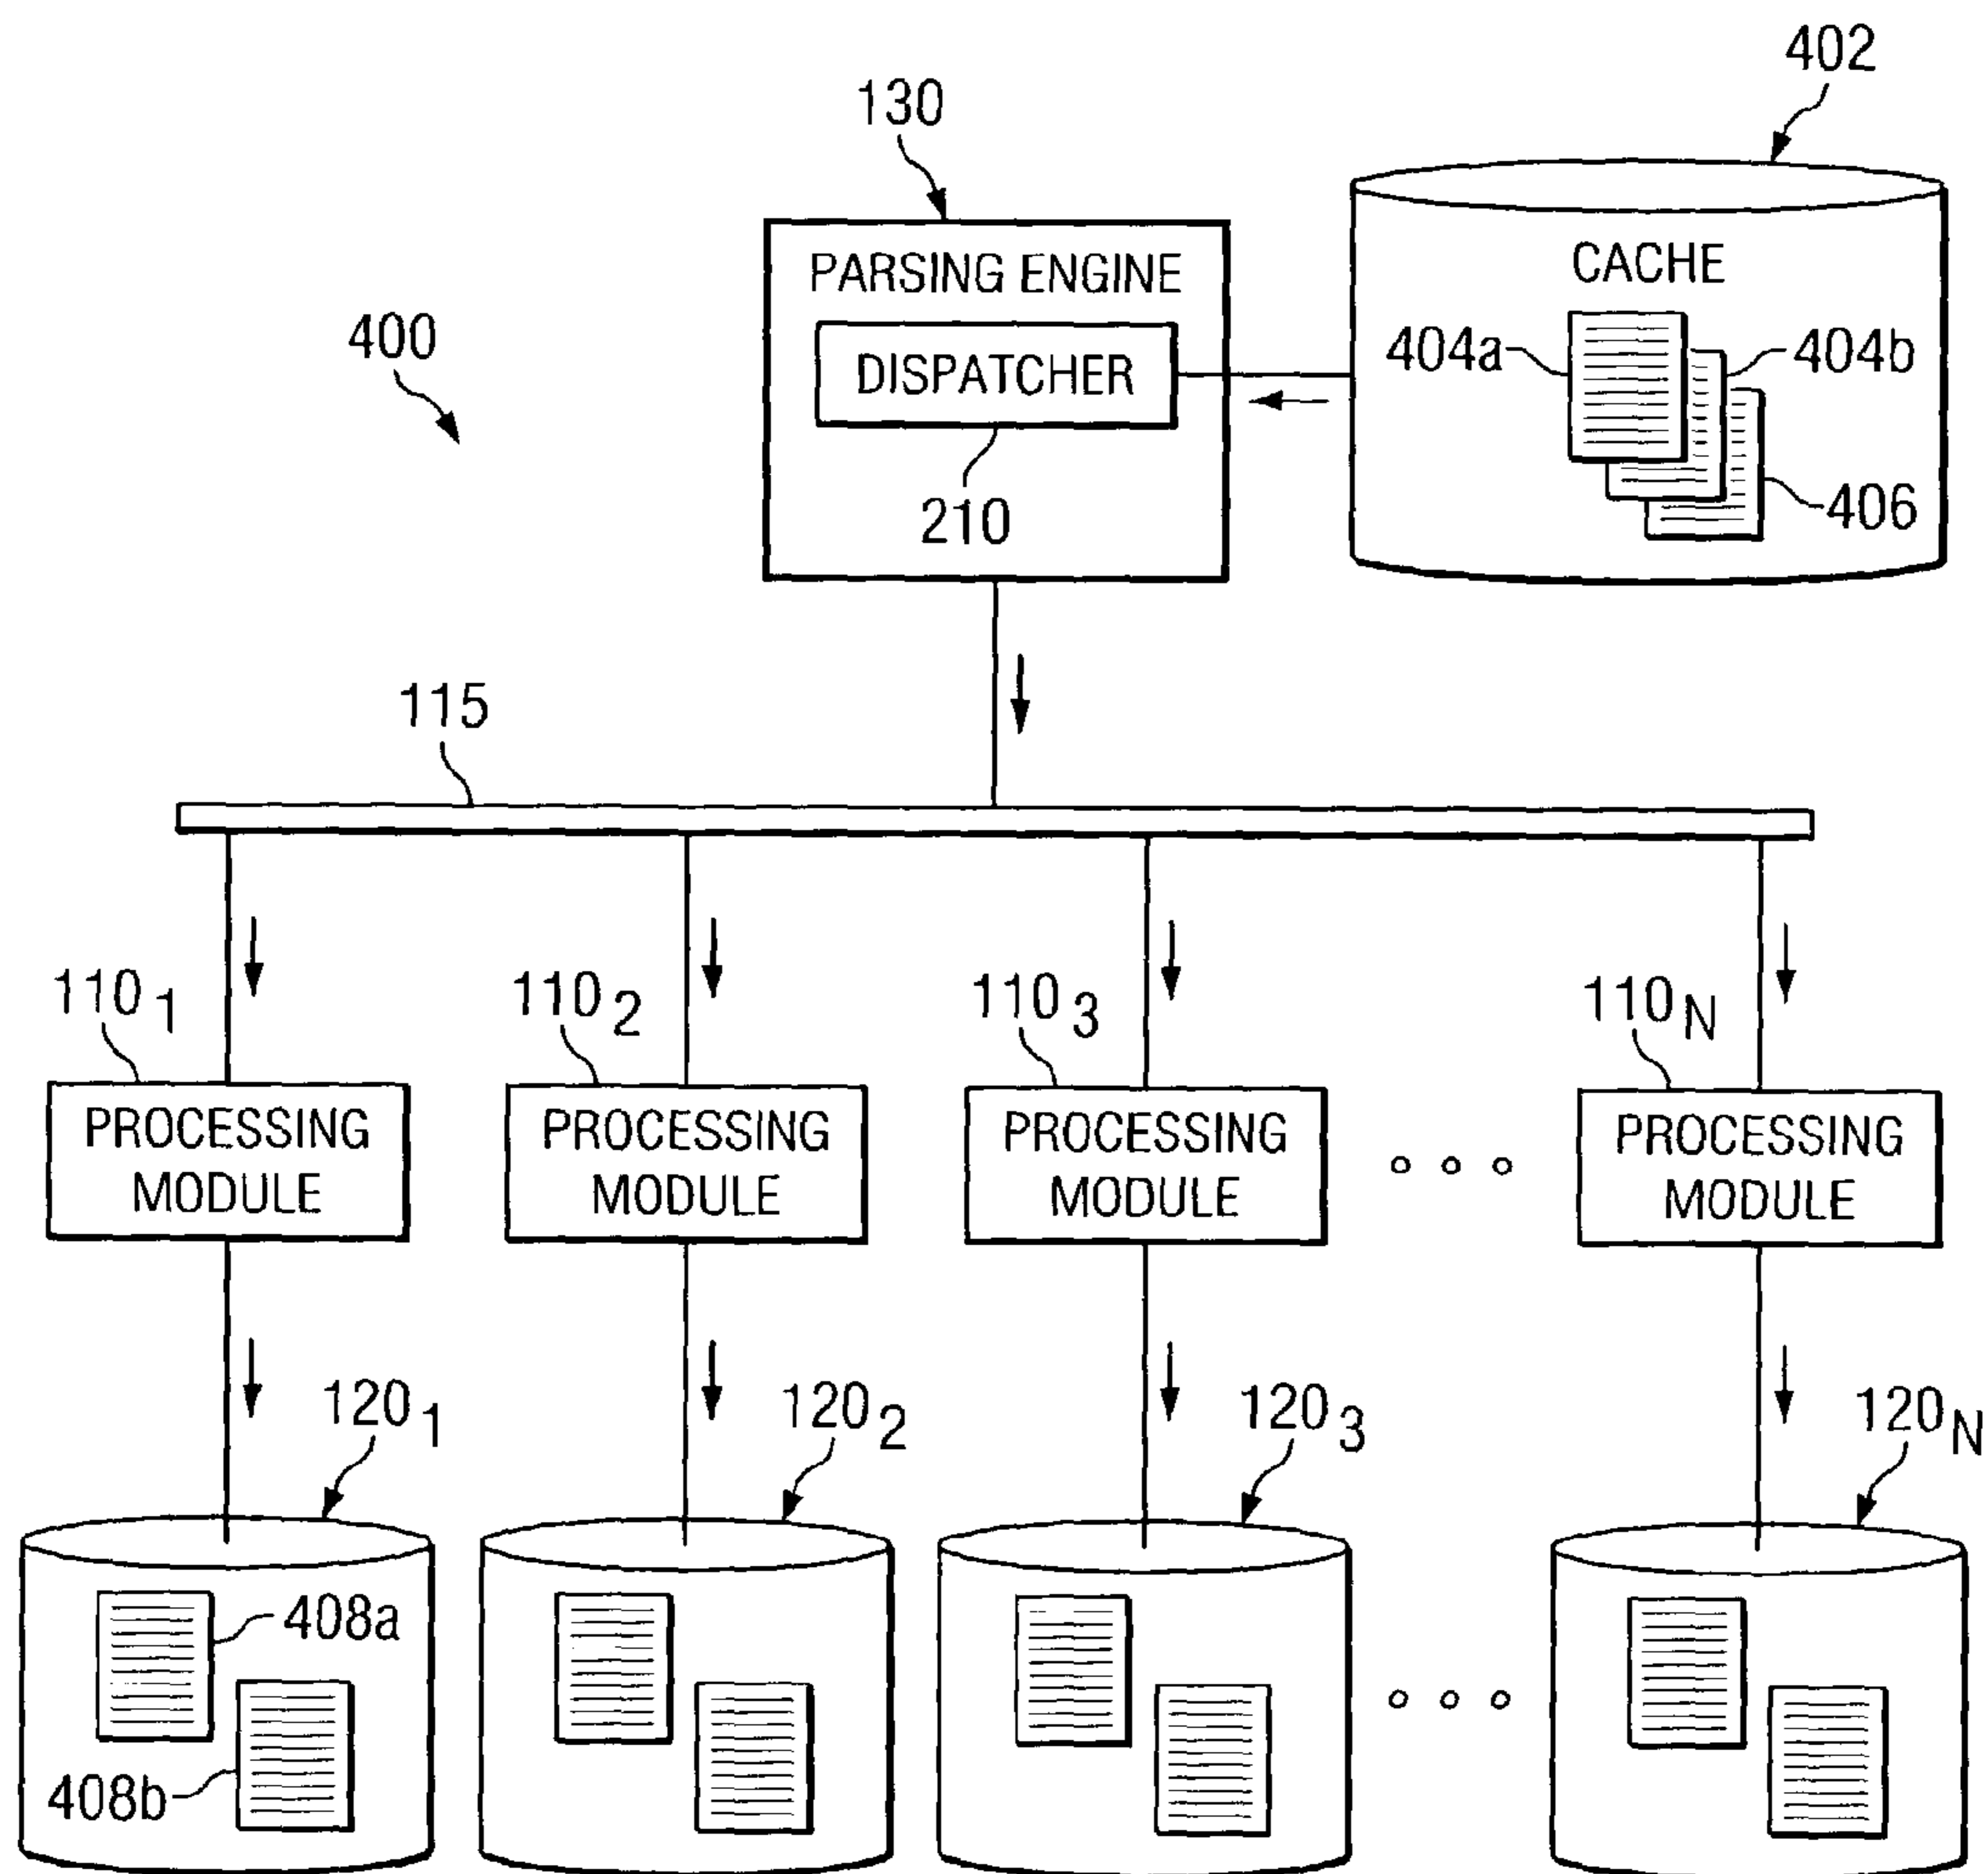 402
130
PARSING ENGINE
CACHE
400
DISPATCHER
404a
404b
210
406
115
110 1
110 2
110 3
110 N
PROCESSING
MODULE
PROCESSING
MODULE
PROCESSING
MODULE
PROCESSING
MODULE
120 1
120 2
120 3
120 N
408a
408b